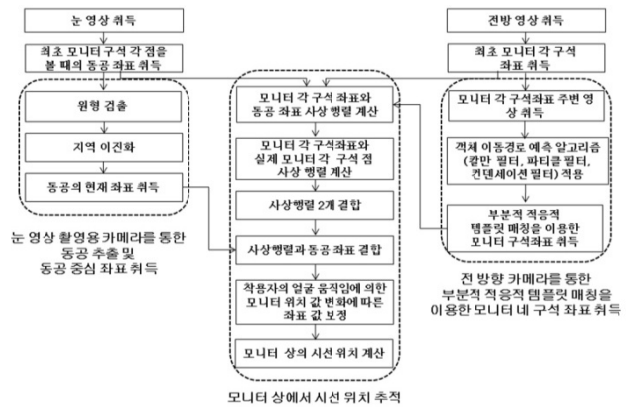 눈 영상 취득
최초 모니터 구석 각 점을
볼 때의 동공 좌표 취득
원형 검출
지역 이진화
동공의 현재 좌표 취득
눈 영상 촬영용 카메라를 통한
동공 추출 및
동공 중심 좌표 취득
모니터 각 구석 좌표와
동공 좌표 사상 행렬 계산
모니터 각 구석좌표와
실제 모니터 각 구석 점
사상 행렬 계산
사상행렬 2개 결합
사상행렬과 동공좌표 결합
착용자의 얼굴 움직임에 의한
모니터 위치 값 변화에 따른
좌표 값 보정
모니터 상의 시선 위치 계산
모니터 상에서 시선 위치 추적
전방 영상 취득
최초 모니터 각 구석
좌표 취득
모니터 각 구석좌표 주변 영
상 취득
객체 이동경로 예측 알고리즘
(칼만 필터, 파티클 필터,
컨덴세이션 필터) 적용
부분적 적응적
템플릿 매칭을 이용한
모니터 구석좌표 취득
전 방향 카메라를 통한
부분적 적응적 템플릿 매칭을
이용한 모니터 네 구석 좌표 취득